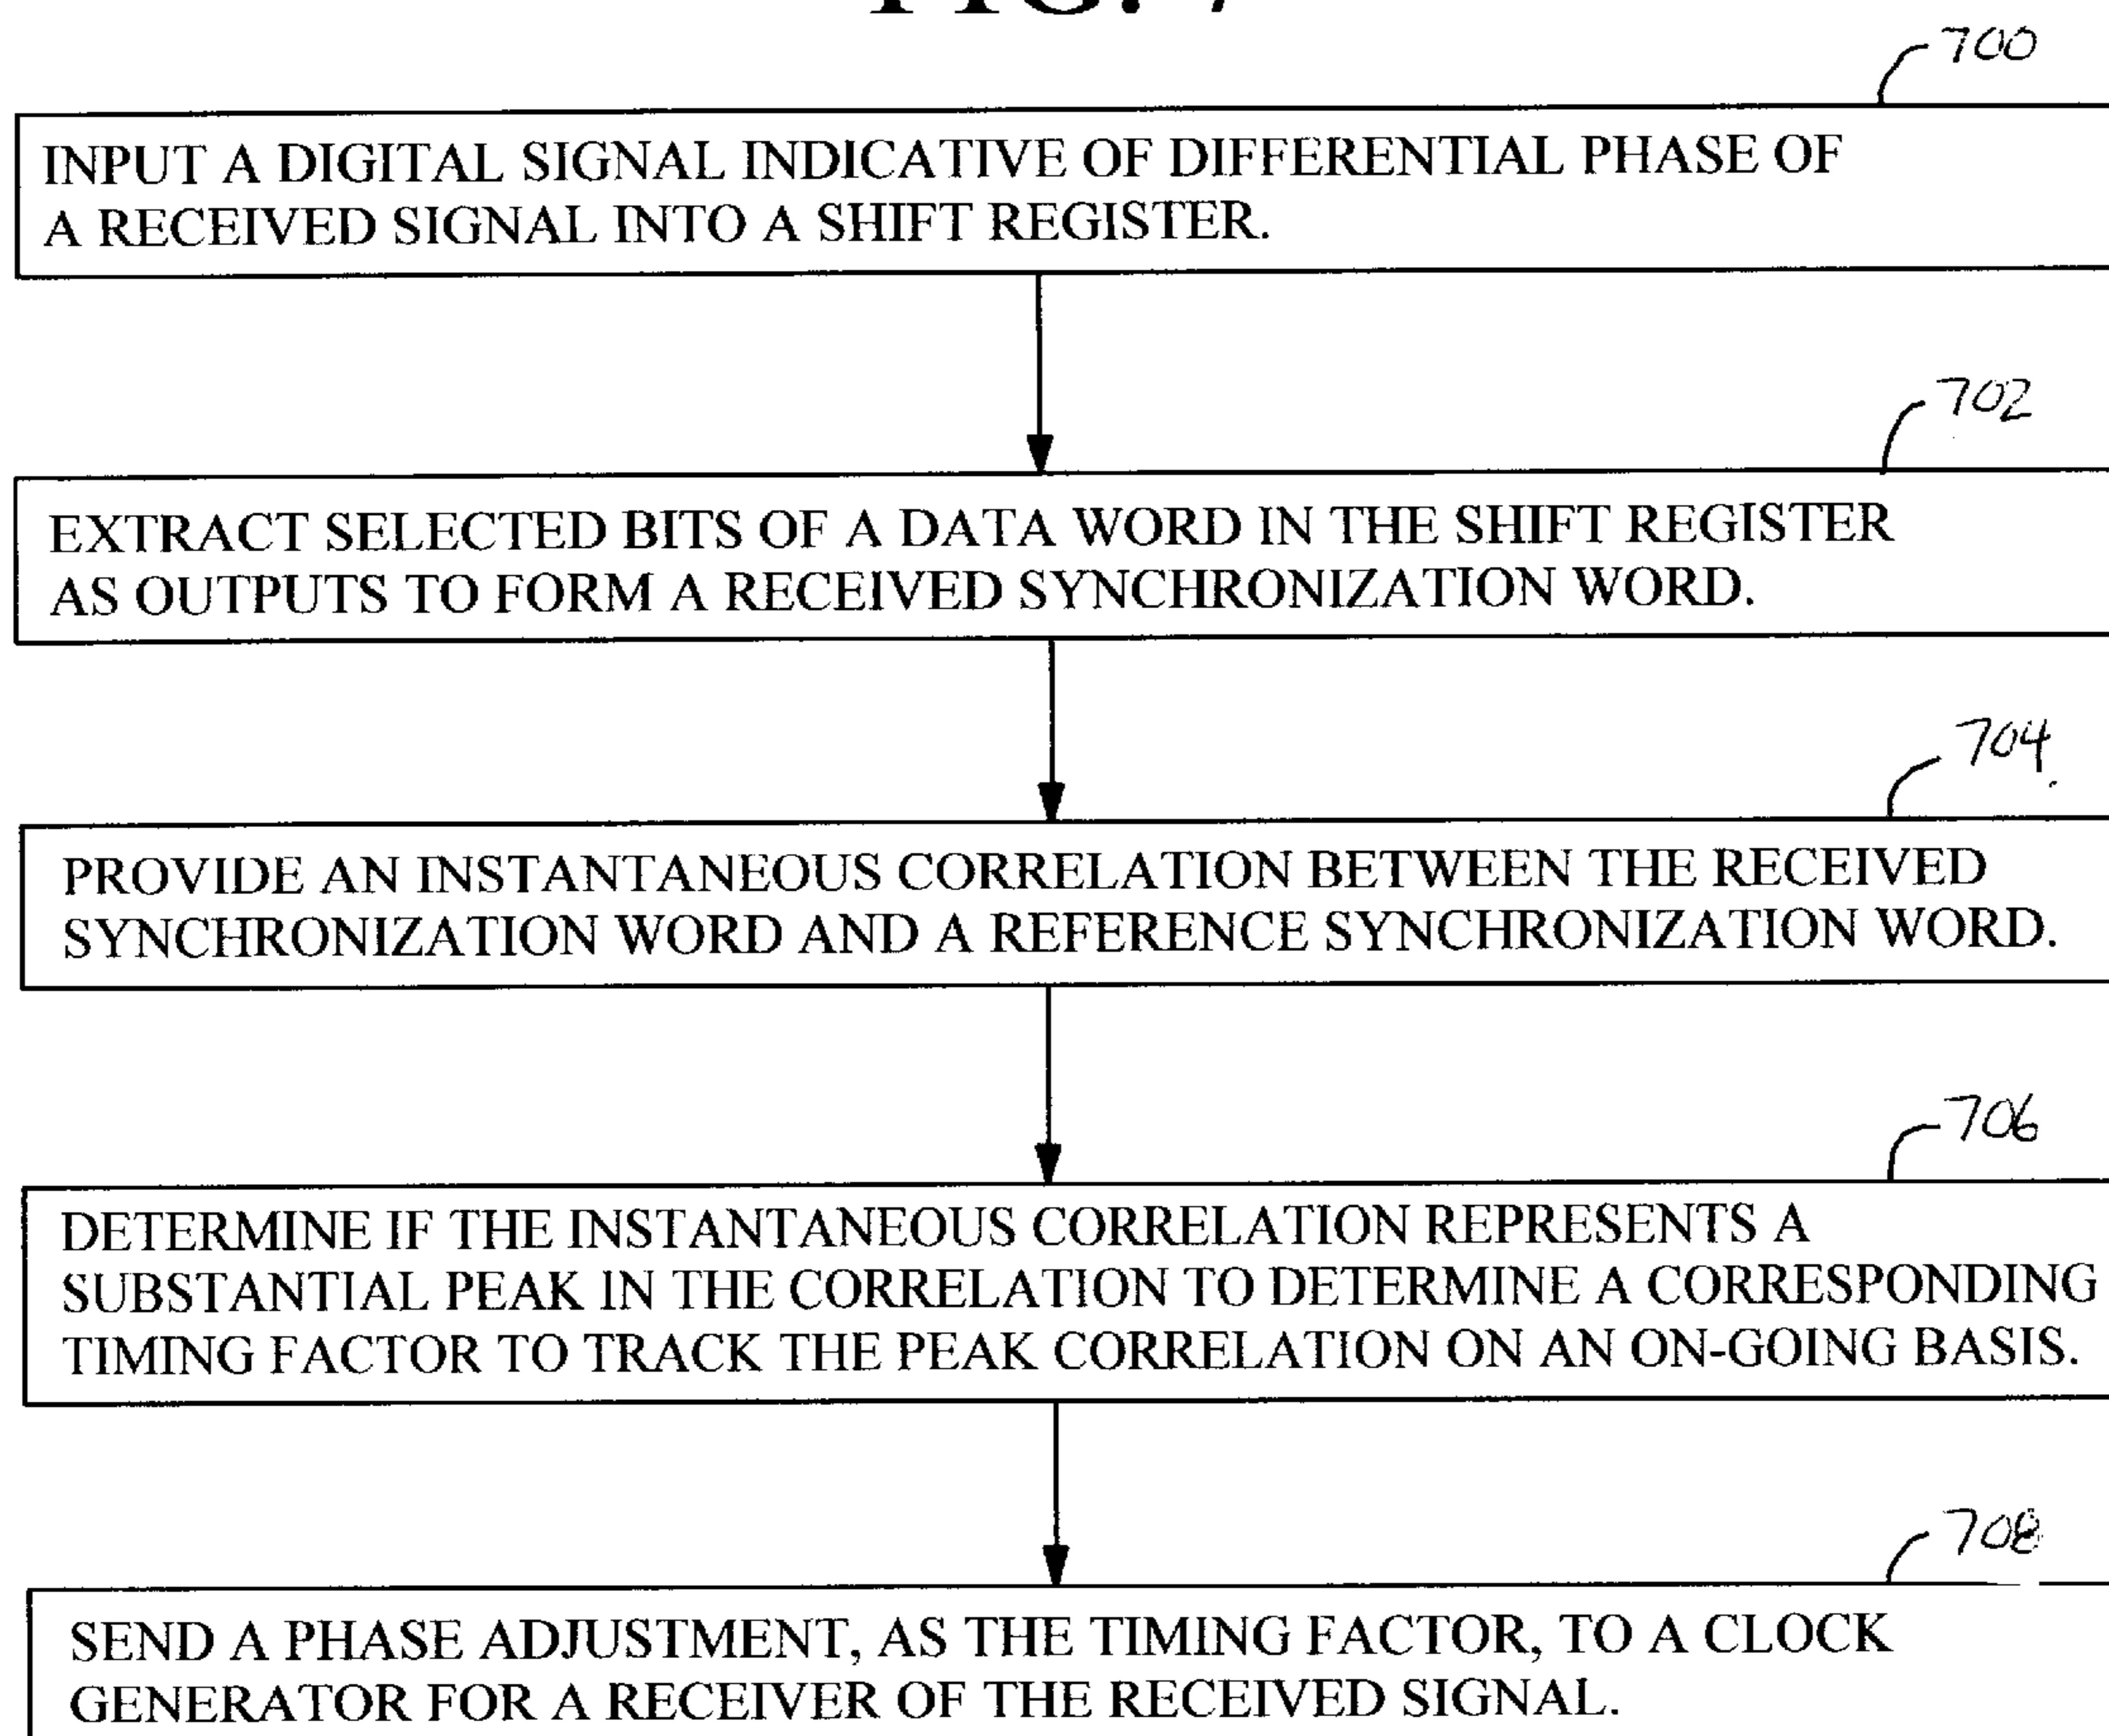 FIG. 7
700
INPUT A DIGITAL SIGNAL INDICATIVE OF DIFFERENTIAL PHASE OF
A RECEIVED SIGNAL INTO A SHIFT REGISTER.
702
EXTRACT SELECTED BITS OF A DATA WORD IN THE SHIFT REGISTER
AS OUTPUTS TO FORM A RECEIVED SYNCHRONIZATION WORD.
704
PROVIDE AN INSTANTANEOUS CORRELATION BETWEEN THE RECEIVED
SYNCHRONIZATION WORD AND A REFERENCE SYNCHRONIZATION WORD.
706
DETERMINE IF THE INSTANTANEOUS CORRELATION REPRESENTS A
SUBSTANTIAL PEAK IN THE CORRELATION TO DETERMINE A CORRESPONDING
TIMING FACTOR TO TRACK THE PEAK CORRELATION ON AN ON-GOING BASIS.
708
SEND A PHASE ADJUSTMENT, AS THE TIMING FACTOR, TO A CLOCK
GENERATOR FOR A RECEIVER OF THE RECEIVED SIGNAL.